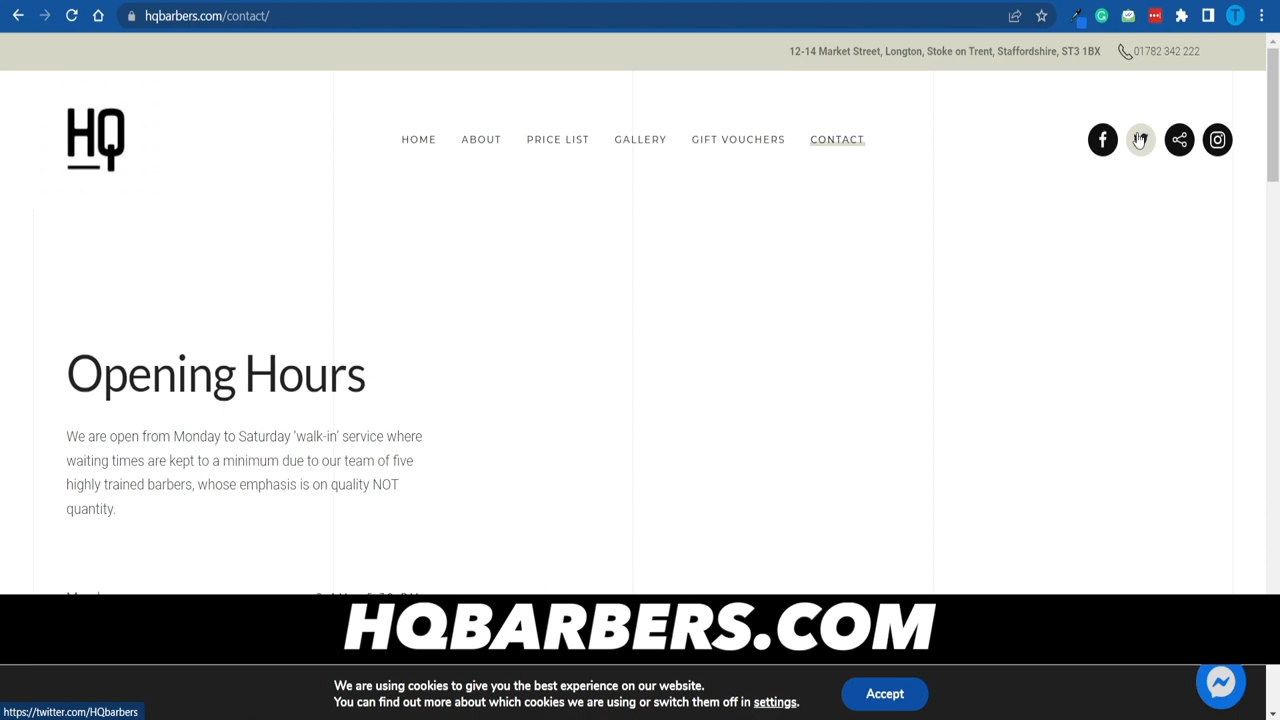 hqbarbers.com/contact/
T
12-14 Market Street, Longton, Stoke on Trent, Staffordshire, ST3 1BX 01782 342 222
HQ
HOME ABOUT PRICE LIST GALLERY GIFT VOUCHERS CONTACT
Opening Hours
We are open from Monday to Saturday 'walk-in' service where
waiting times are kept to a minimum due to our team of five
highly trained barbers, whose emphasis is on quality NOT
quantity.
HQBARBERS.COM
We are using cookies to give you the best experience on our website.
You can find out more about which cookies we are using or switch them off in settings.
Accept
https://twitter.com/HQbarbers